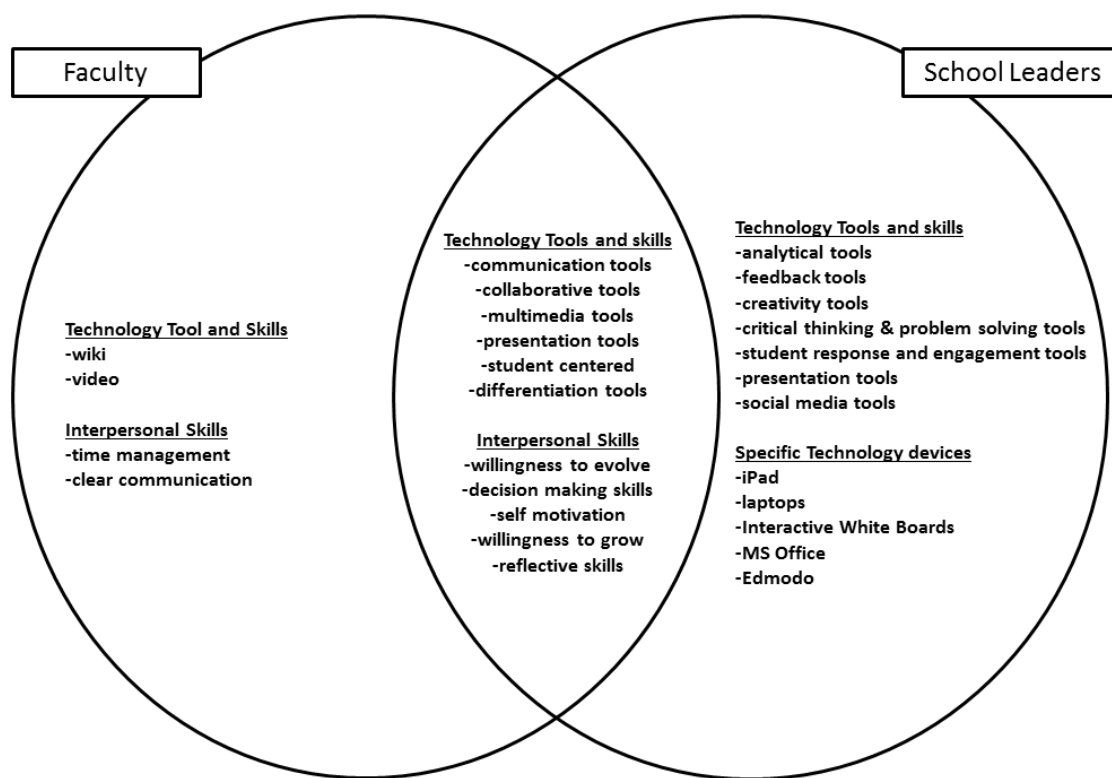 Faculty
School Leaders
Technology Tool and Skills
-wiki
-video
Interpersonal Skills
-time management
-clear communication
Technology Tools and skills
-communication tools
-collaborative tools
-multimedia tools
-presentation tools
-student centered
-differentiation tools
Interpersonal Skills
-willingness to evolve
-decision making skills
-self motivation
-willingness to grow
-reflective skills
Technology Tools and skills
-analytical tools
-feedback tools
-creativity tools
-critical thinking & problem solving tools
-student response and engagement tools
-presentation tools
-social media tools
Specific Technology devices
-iPad
-laptops
-Interactive White Boards
-MS Office
-Edmodo